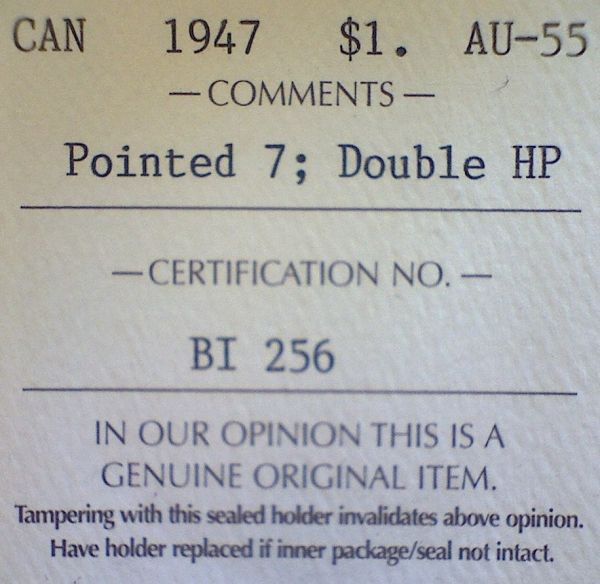 CAN 1947 $1. AU-55
— COMMENTS —
Pointed 7; Double HP
— CERTIFICATION NO. —
BI 256
IN OUR OPINION THIS IS A
GENUINE ORIGINAL ITEM.
Tampering with this sealed holder invalidates above opinion.
Have holder replaced if inner package/seal not intact.